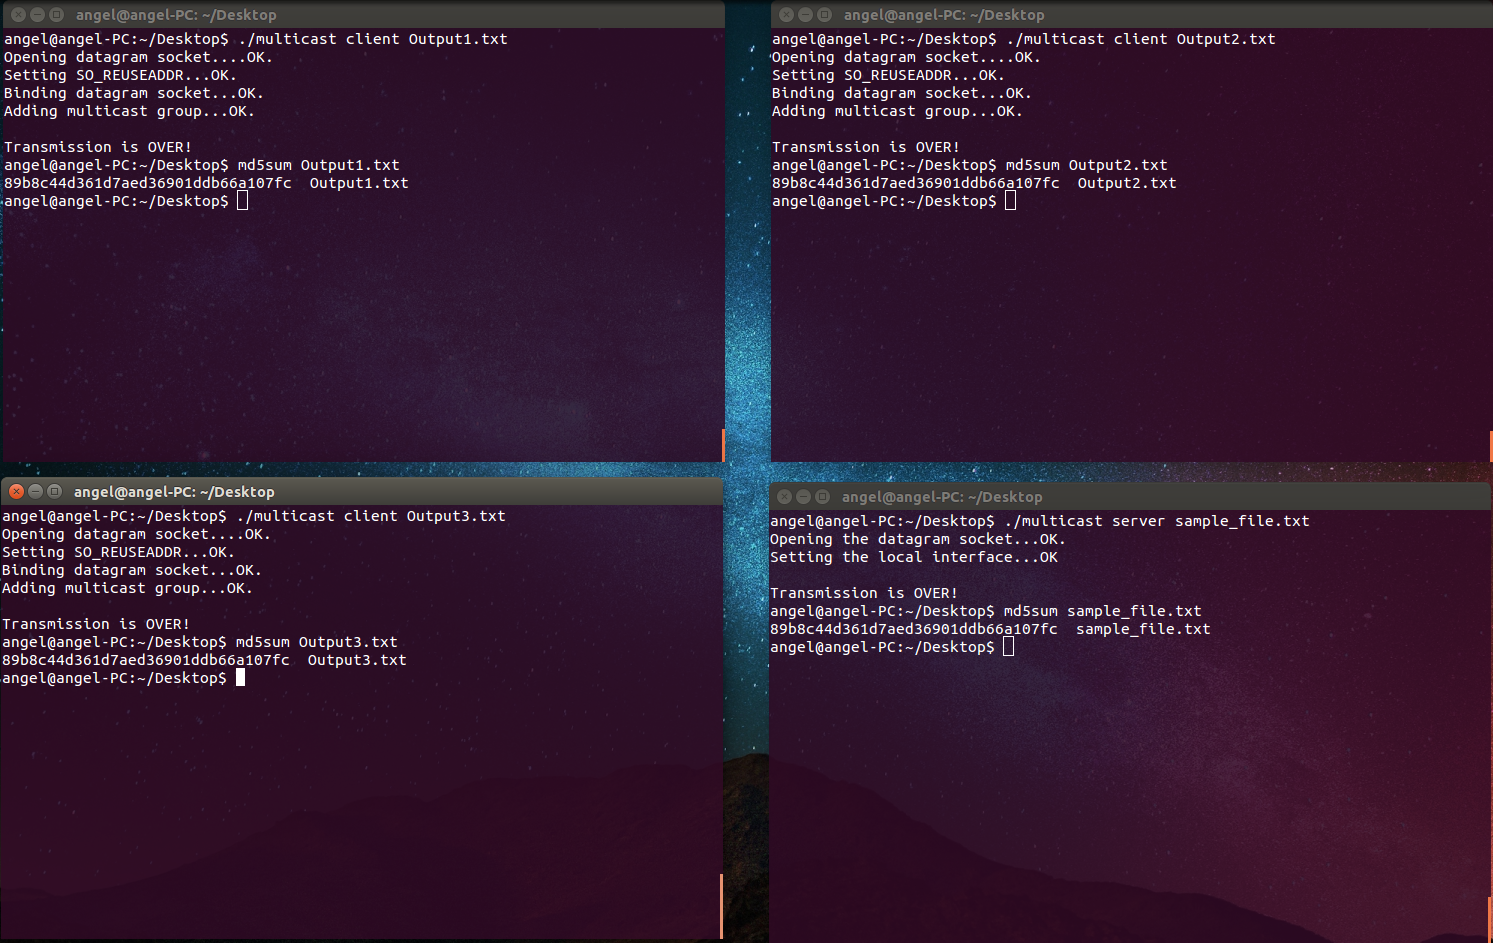 angel@angel-PC: ~/Desktop
angel@angel-PC:~/Desktop$ ./multicast client Output1.txt
Opening datagram socket....OK.
Setting SO_REUSEADDR...OK.
Binding datagram socket...OK.
Adding multicast group...OK.
Transmission is OVER!
angel@angel-PC:~/Desktop$ md5sum Output1.txt
89b8c44d361d7aed36901ddb66a107fc  Output1.txt
angel@angel-PC:~/Desktop$
angel@angel-PC: ~/Desktop
angel@angel-PC:~/Desktop$ ./multicast client Output2.txt
Opening datagram socket....OK.
Setting SO_REUSEADDR...OK.
Binding datagram socket...OK.
Adding multicast group...OK.
Transmission is OVER!
angel@angel-PC:~/Desktop$ md5sum Output2.txt
89b8c44d361d7aed36901ddb66a107fc  Output2.txt
angel@angel-PC:~/Desktop$
angel@angel-PC: ~/Desktop
angel@angel-PC:~/Desktop$ ./multicast client Output3.txt
Opening datagram socket....OK.
Setting SO_REUSEADDR...OK.
Binding datagram socket...OK.
Adding multicast group...OK.
Transmission is OVER!
angel@angel-PC:~/Desktop$ md5sum Output3.txt
89b8c44d361d7aed36901ddb66a107fc  Output3.txt
angel@angel-PC:~/Desktop$
angel@angel-PC: ~/Desktop
angel@angel-PC:~/Desktop$ ./multicast server sample_file.txt
Opening the datagram socket...OK.
Setting the local interface...OK
Transmission is OVER!
angel@angel-PC:~/Desktop$ md5sum sample_file.txt
89b8c44d361d7aed36901ddb66a107fc  sample_file.txt
angel@angel-PC:~/Desktop$